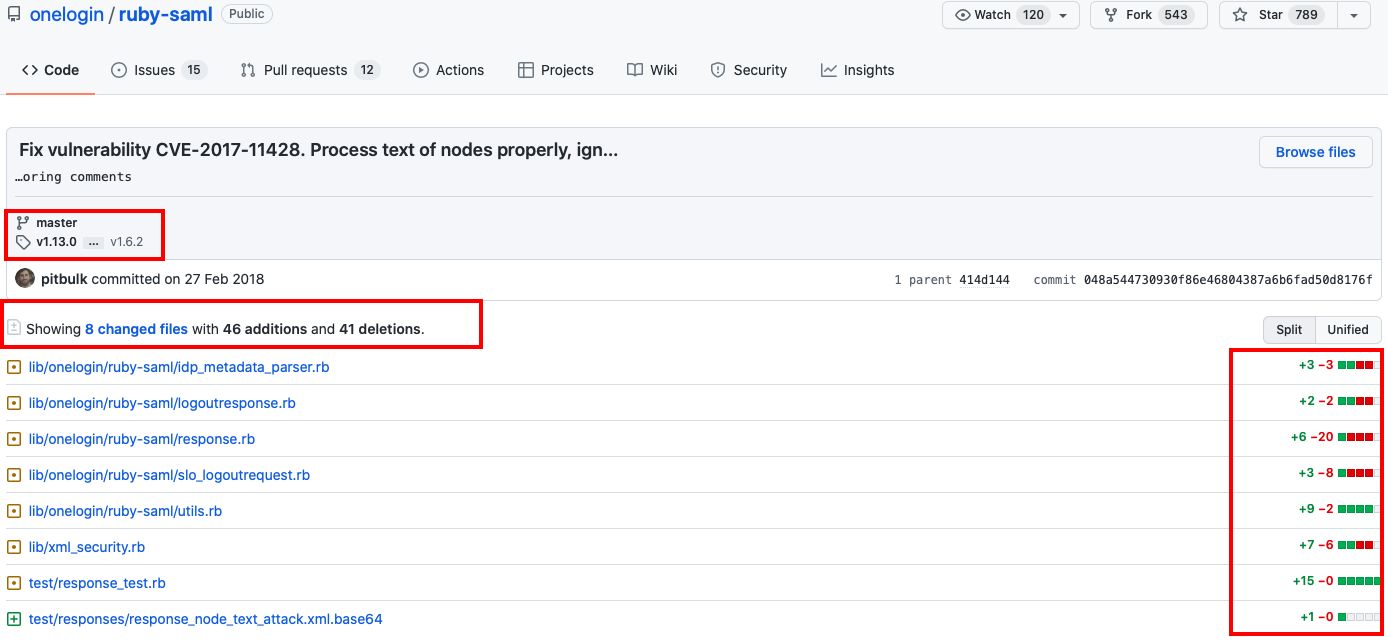 onelogin / ruby-saml Public Watch 120 Fork 543 Star 789
Code Issues 15 Pull requests 12 Actions Projects Wiki Security Insights
Fix vulnerability CVE-2017-11428. Process text of nodes properly, ign...
Browse files
…oring comments
master
v1.13.0 ... v1.6.2
pitbulk committed on 27 Feb 2018 1 parent 414d144 commit 048a544730930f86e46804387a6b6fad50d8176f
Showing 8 changed files with 46 additions and 41 deletions. Split Unified
lib/onelogin/ruby-saml/idp_metadata_parser.rb +3 −3
lib/onelogin/ruby-saml/logoutresponse.rb +2 −2
lib/onelogin/ruby-saml/response.rb +6 −20
lib/onelogin/ruby-saml/slo_logoutrequest.rb +3 −8
lib/onelogin/ruby-saml/utils.rb +9 −2
lib/xml_security.rb +7 −6
test/response_test.rb +15 −0
test/responses/response_node_text_attack.xml.base64 +1 −0